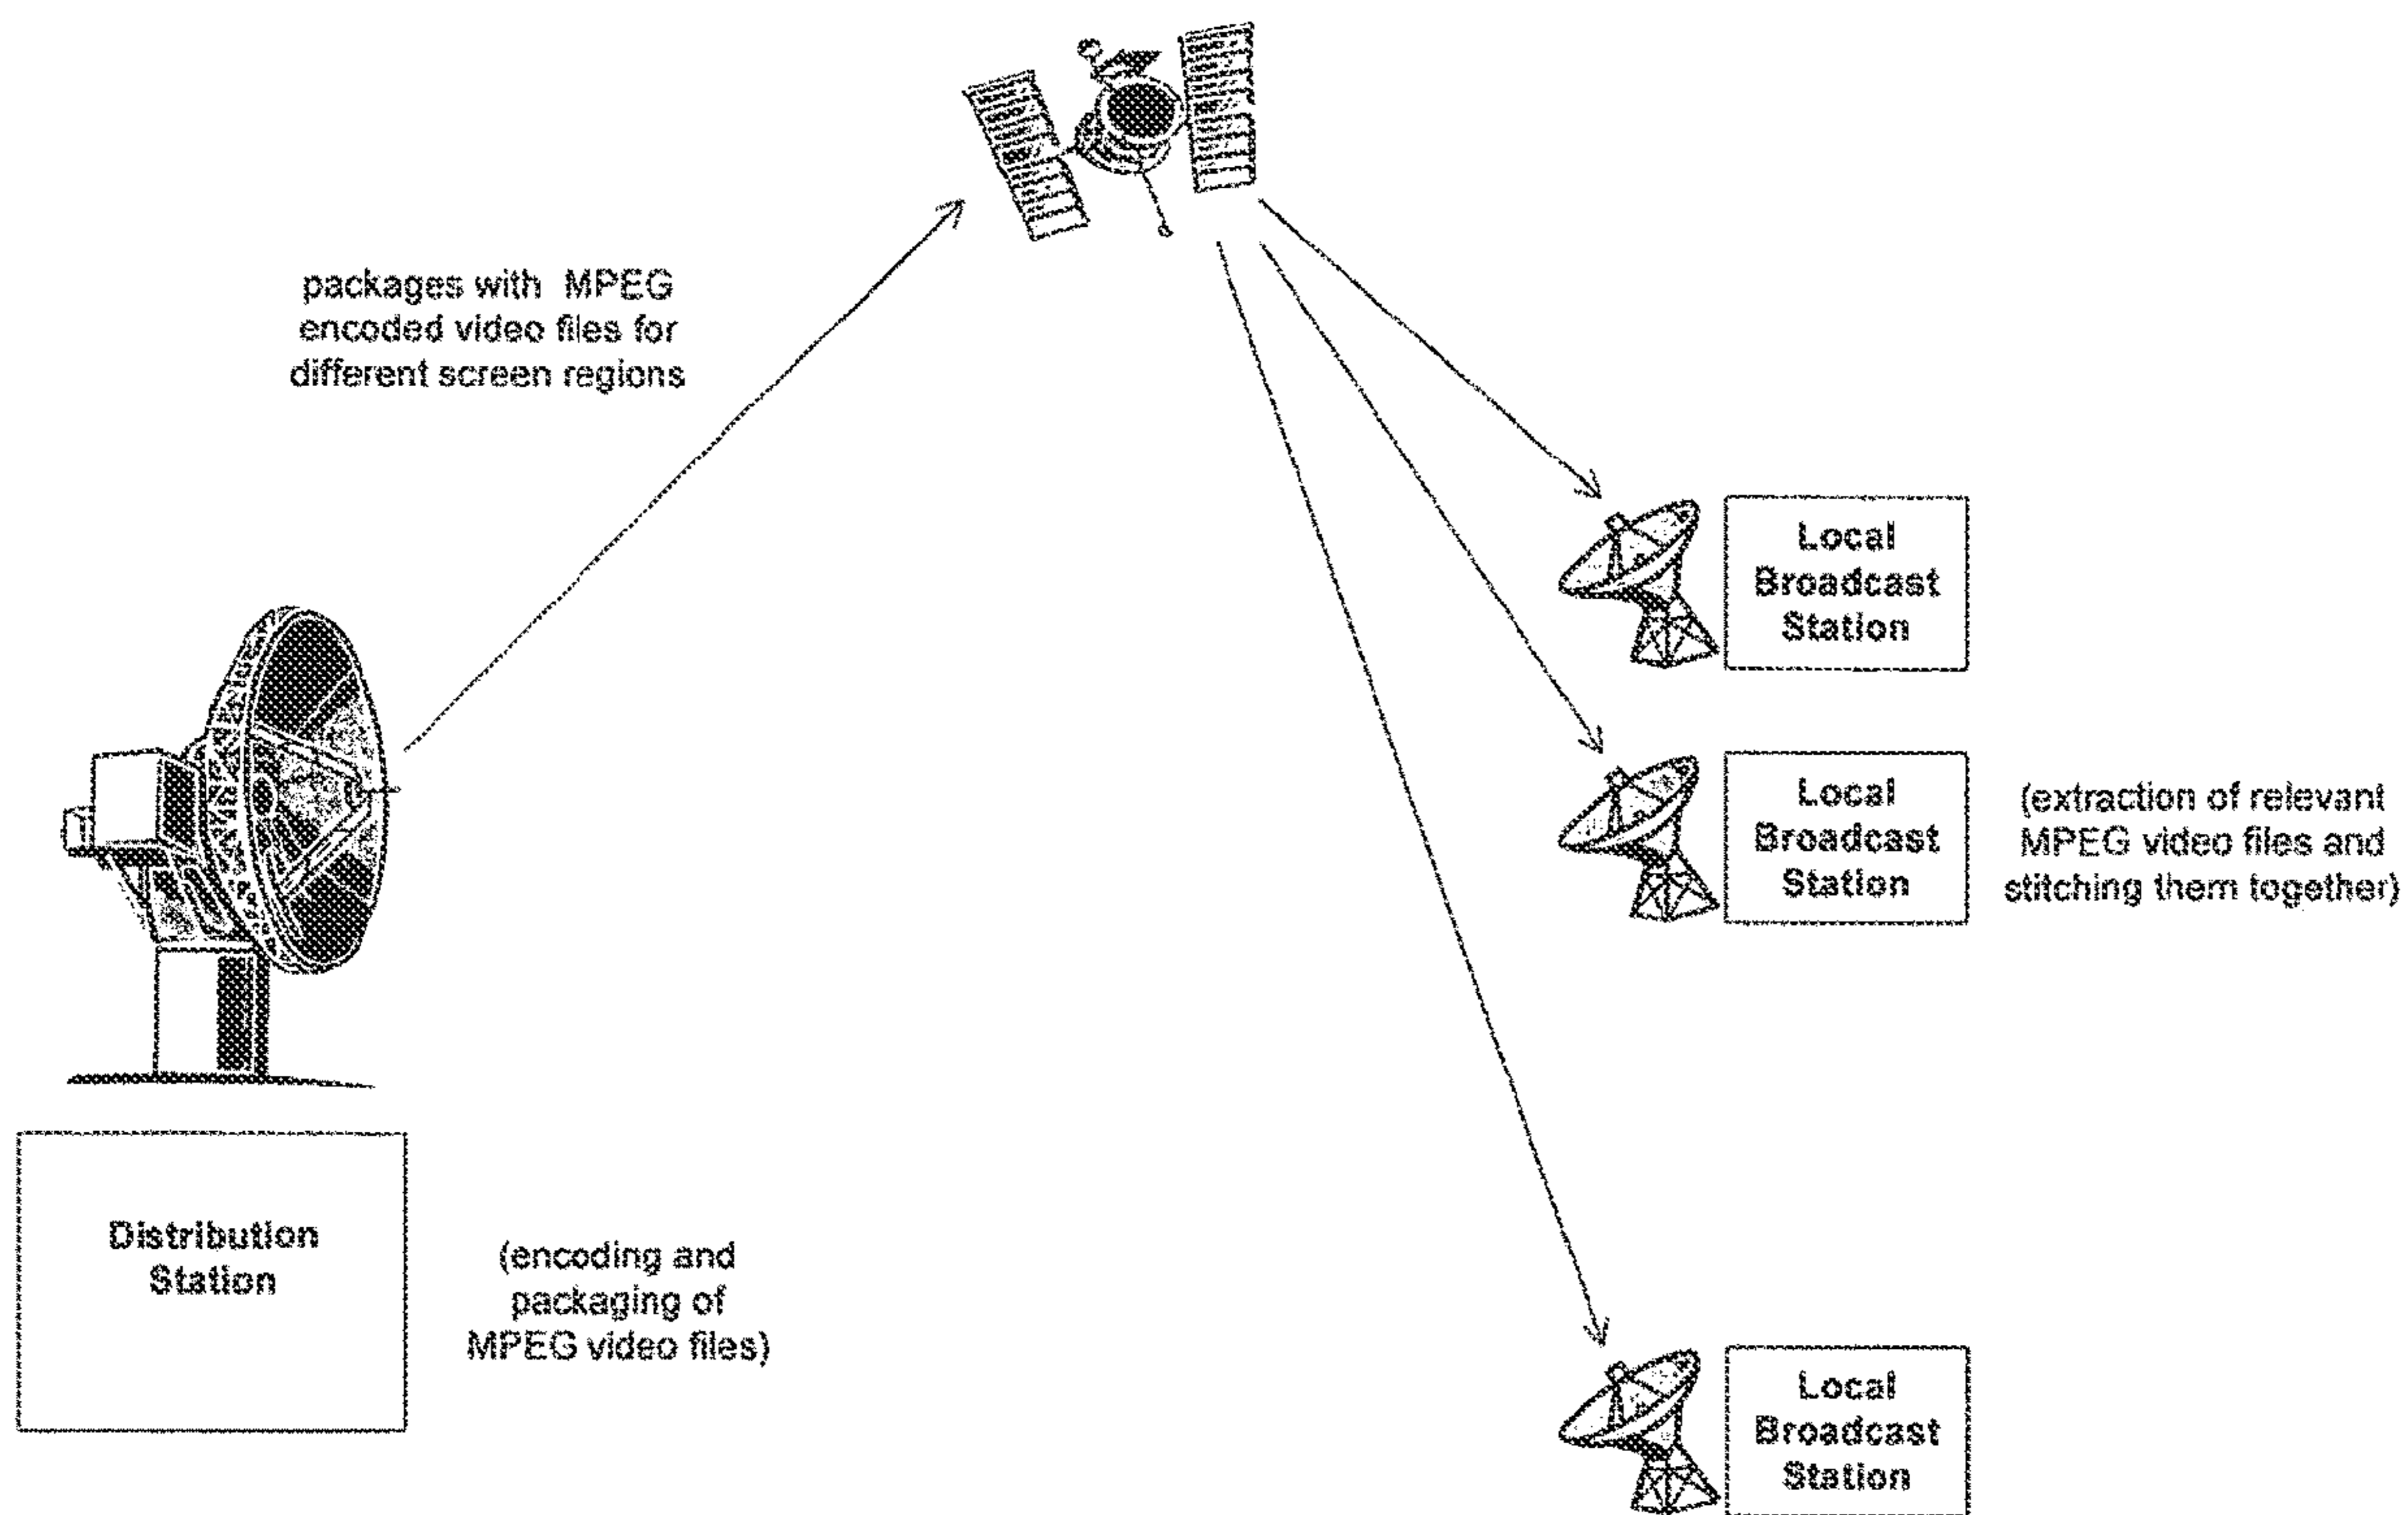 packages with MPEG
encoded video files for
different screen regions
Local
Broadcast
Station
Local
Broadcast
Station
(extraction of relevant
MPEG video files and
stitching them together)
Distribution
Station
(encoding and
packaging of
MPEG video files)
Local
Broadcast
Station